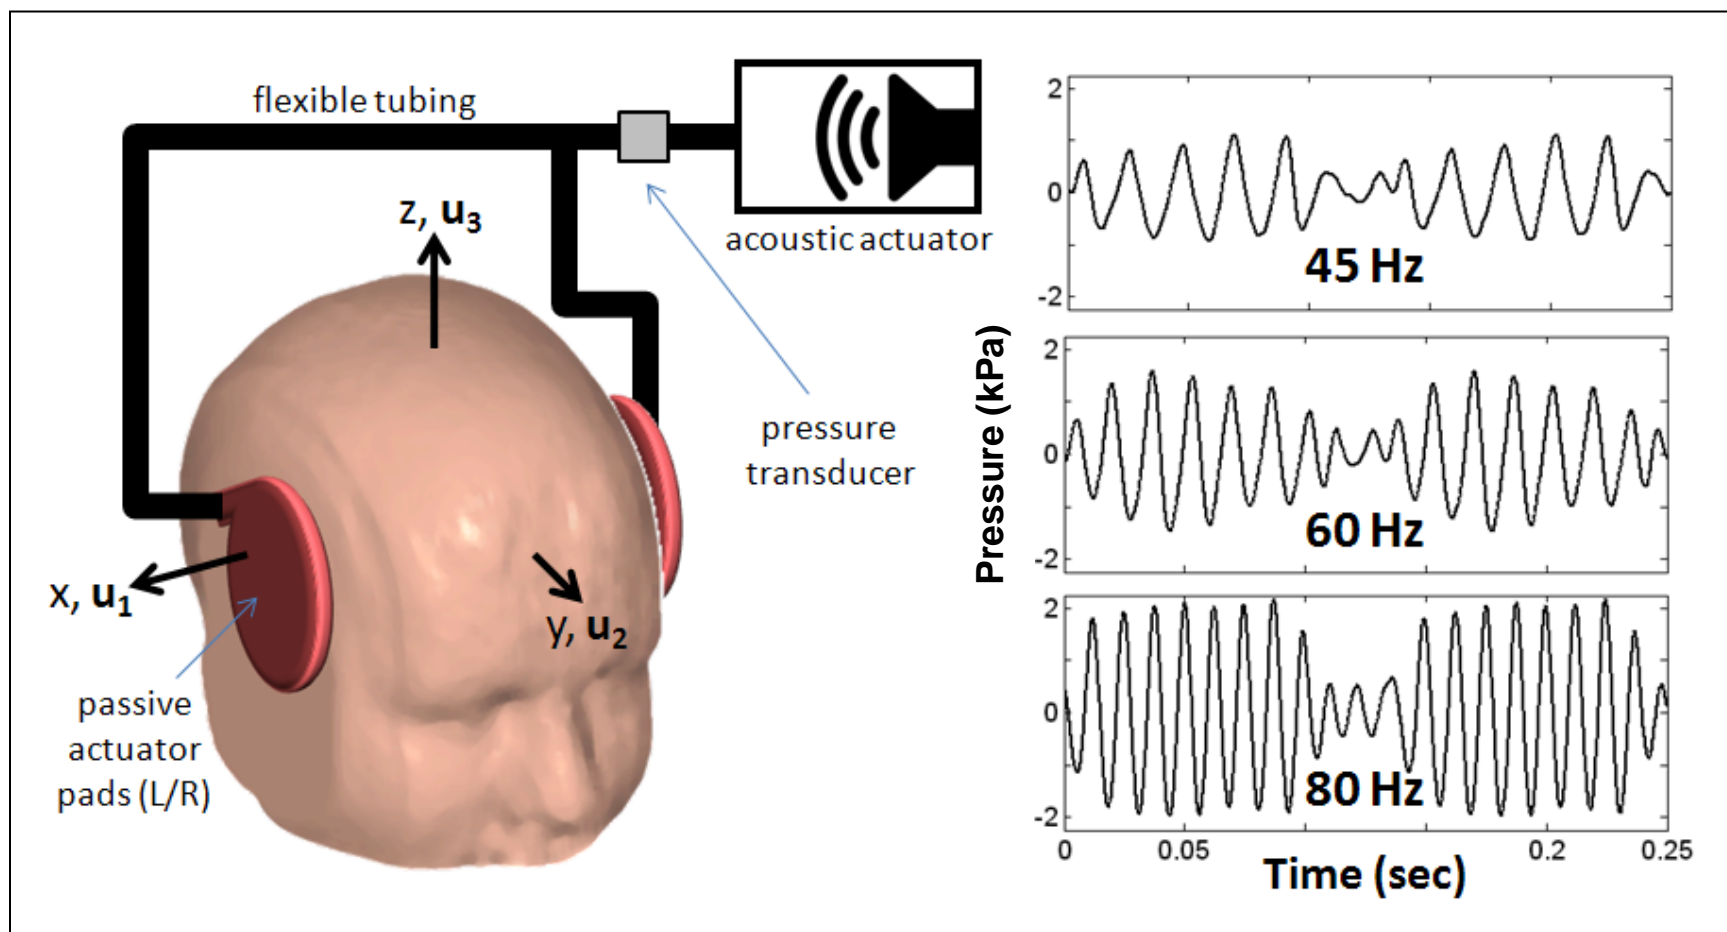 flexible tubing
z, u3
acoustic actuator
pressure
transducer
x, u1
y, u2
passive
actuator
pads (L/R)
Pressure (kPa)
2
0
-2
45 Hz
2
0
-2
60 Hz
2
0
-2
80 Hz
0
0.05
0.2
0.25
Time (sec)